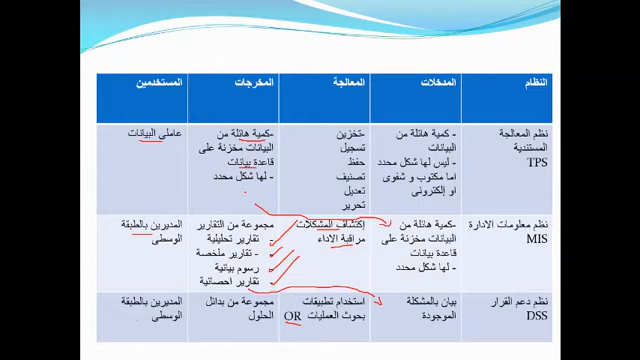 النظام
المدخلات
المعالجة
المخرجات
المستخدمين
نظم المعالجة
المستندية
TPS
- كمية هائلة من
البيانات
- ليس لها شكل محدد
اما مكتوب و شفوى
او إلكترونى
-تخزين
تسجيل
حفظ
تصنيف
تعديل
تحرير
-كمية هائلة من
البيانات مخزنة على
قاعدة بيانات
- لها شكل محدد
عاملى البيانات
نظم معلومات الادارة
MIS
-كمية هائلة من
البيانات مخزنة على
قاعدة بيانات
- لها شكل محدد
إكتشاف المشكلات
مراقبة الاداء
مجموعة من التقارير
- تقارير تحليلية
- تقارير ملخصة
- رسوم بيانية
- تقارير احصائية
المديرين بالطبقة
الوسطى
نظم دعم القرار
DSS
بيان بالمشكلة
الموجودة
استخدام تطبيقات
بحوث العمليات OR
مجموعة من بدائل
الحلول
المديرين بالطبقة
الوسطى